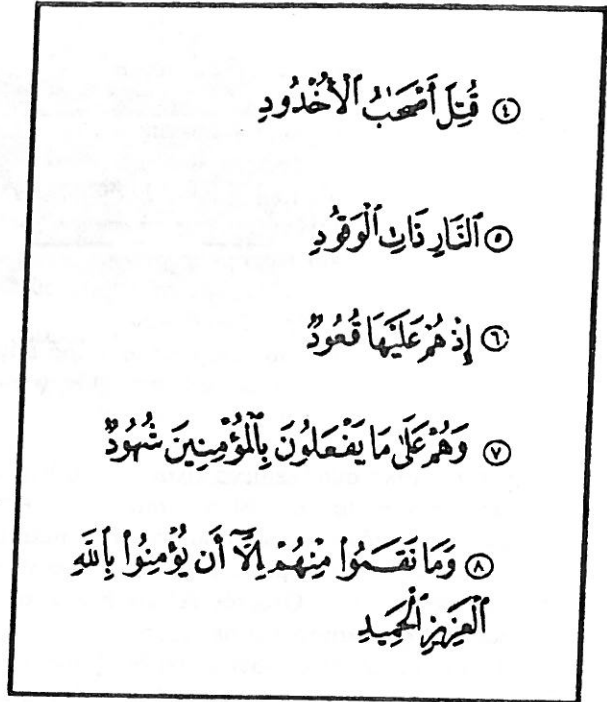 ٤ قُتِلَ أَصْحَٰبُ ٱلْأُخْدُودِ
٥ ٱلنَّارِ ذَاتِ ٱلْوَقُودِ
٦ إِذْ هُمْ عَلَيْهَا قُعُودٌ
٧ وَهُمْ عَلَىٰ مَا يَفْعَلُونَ بِٱلْمُؤْمِنِينَ شُهُودٌ
٨ وَمَا نَقَمُوا۟ مِنْهُمْ إِلَّآ أَن يُؤْمِنُوا۟ بِٱللَّهِ
ٱلْعَزِيزِ ٱلْحَمِيدِ